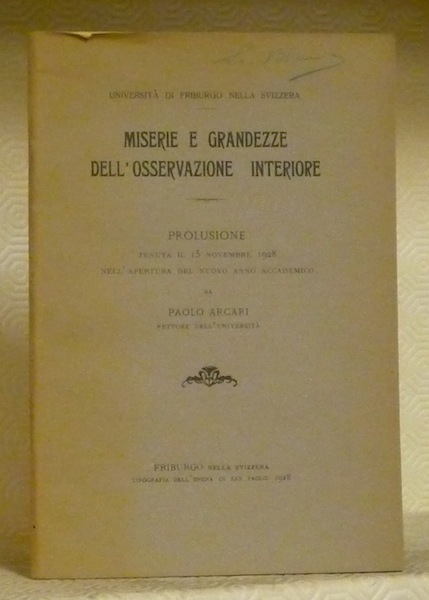 UNIVERSITÀ DI FRIBURGO NELLA SVIZZERA
MISERIE E GRANDEZZE
DELL'OSSERVAZIONE INTERIORE
PROLUSIONE
TENUTA IL 15 NOVEMBRE 1928
NELL'APERTURA DEL NUOVO ANNO ACCADEMICO
DA
PAOLO ARCARI
RETTORE DELL'UNIVERSITÀ
FRIBURGO NELLA SVIZZERA
TIPOGRAFIA DELL'OPERA DI SAN PAOLO 1928